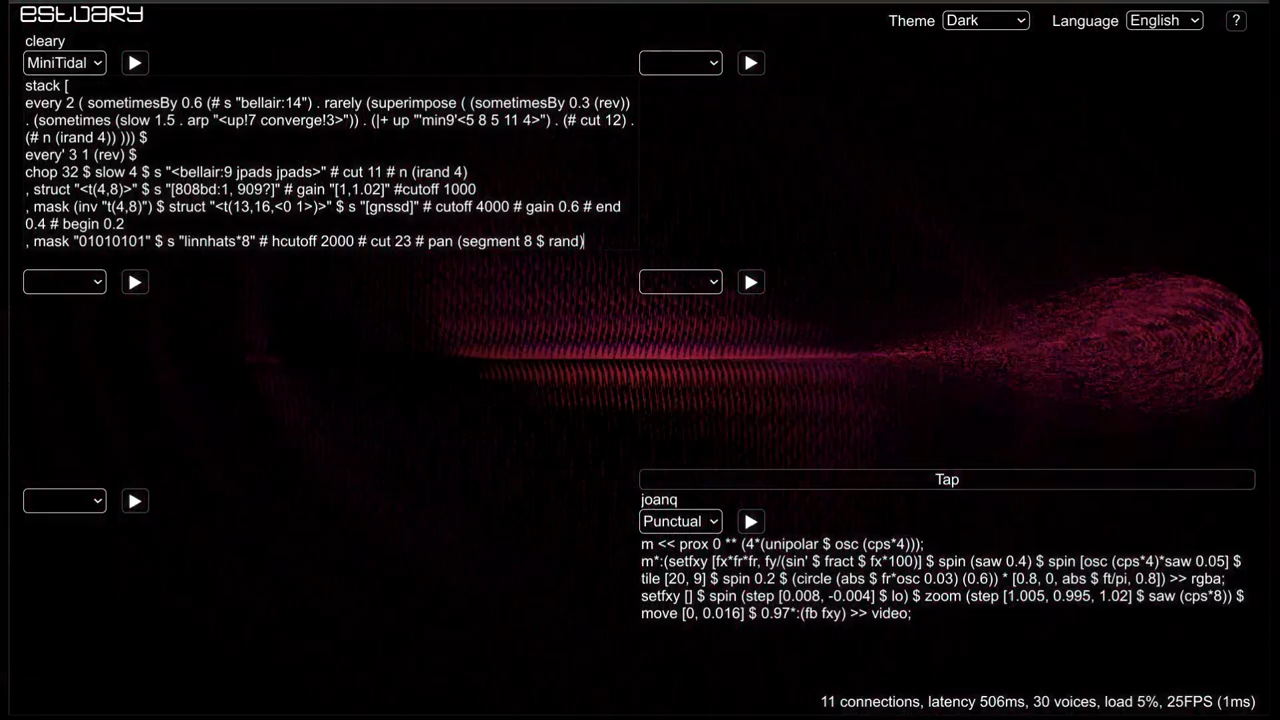 estuary
Theme Dark Language English ?
cleary
MiniTidal
stack [
every 2 ( sometimesBy 0.6 (# s "bellair:14") . rarely (superimpose ( (sometimesBy 0.3 (rev))
. (sometimes (slow 1.5 . arp "<up!7 converge!3>")) . (|+ up "'min9'<5 8 5 11 4>") . (# cut 12) .
(# n (irand 4)) ))) $
every' 3 1 (rev) $
chop 32 $ slow 4 $ s "<bellair:9 jpads jpads>" # cut 11 # n (irand 4)
, struct "<t(4,8)>" $ s "[808bd:1, 909?]" # gain "[1,1.02]" #cutoff 1000
, mask (inv "t(4,8)") $ struct "<t(13,16,<0 1>)>" $ s "[gnssd]" # cutoff 4000 # gain 0.6 # end
0.4 # begin 0.2
, mask "01010101" $ s "linnhats*8" # hcutoff 2000 # cut 23 # pan (segment 8 $ rand)
Tap
joanq
Punctual
m << prox 0 ** (4*(unipolar $ osc (cps*4)));
m*:(setfxy [fx*fr*fr, fy/(sin' $ fract $ fx*100)] $ spin (saw 0.4) $ spin [osc (cps*4)*saw 0.05] $
tile [20, 9] $ spin 0.2 $ (circle (abs $ fr*osc 0.03) (0.6)) * [0.8, 0, abs $ ft/pi, 0.8]) >> rgba;
setfxy [] $ spin (step [0.008, -0.004] $ lo) $ zoom (step [1.005, 0.995, 1.02] $ saw (cps*8)) $
move [0, 0.016] $ 0.97*:(fb fxy) >> video;
11 connections, latency 506ms, 30 voices, load 5%, 25FPS (1ms)